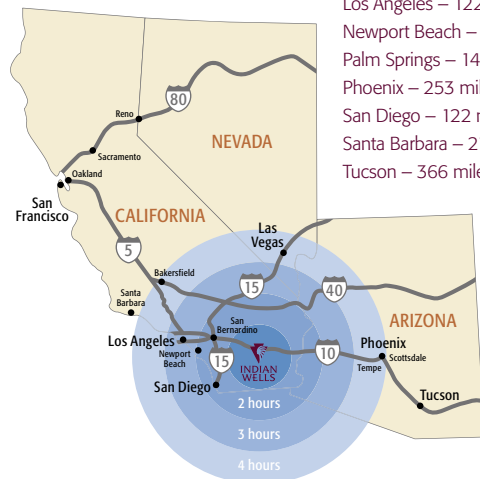 Los Angeles – 122
Newport Beach –
Palm Springs – 14
Phoenix – 253 mil
San Diego – 122 m
Santa Barbara – 2
Tucson – 366 mile
80
Reno
NEVADA
Sacramento
Oakland
San
Francisco
CALIFORNIA
Las
Vegas
5
Bakersfield
15
40
Santa
Barbara
San
Bernardino
ARIZONA
Los Angeles
Newport
Beach
15
INDIAN
WELLS
10
Phoenix
Scottsdale
Tempe
San Diego
Tucson
2 hours
3 hours
4 hours